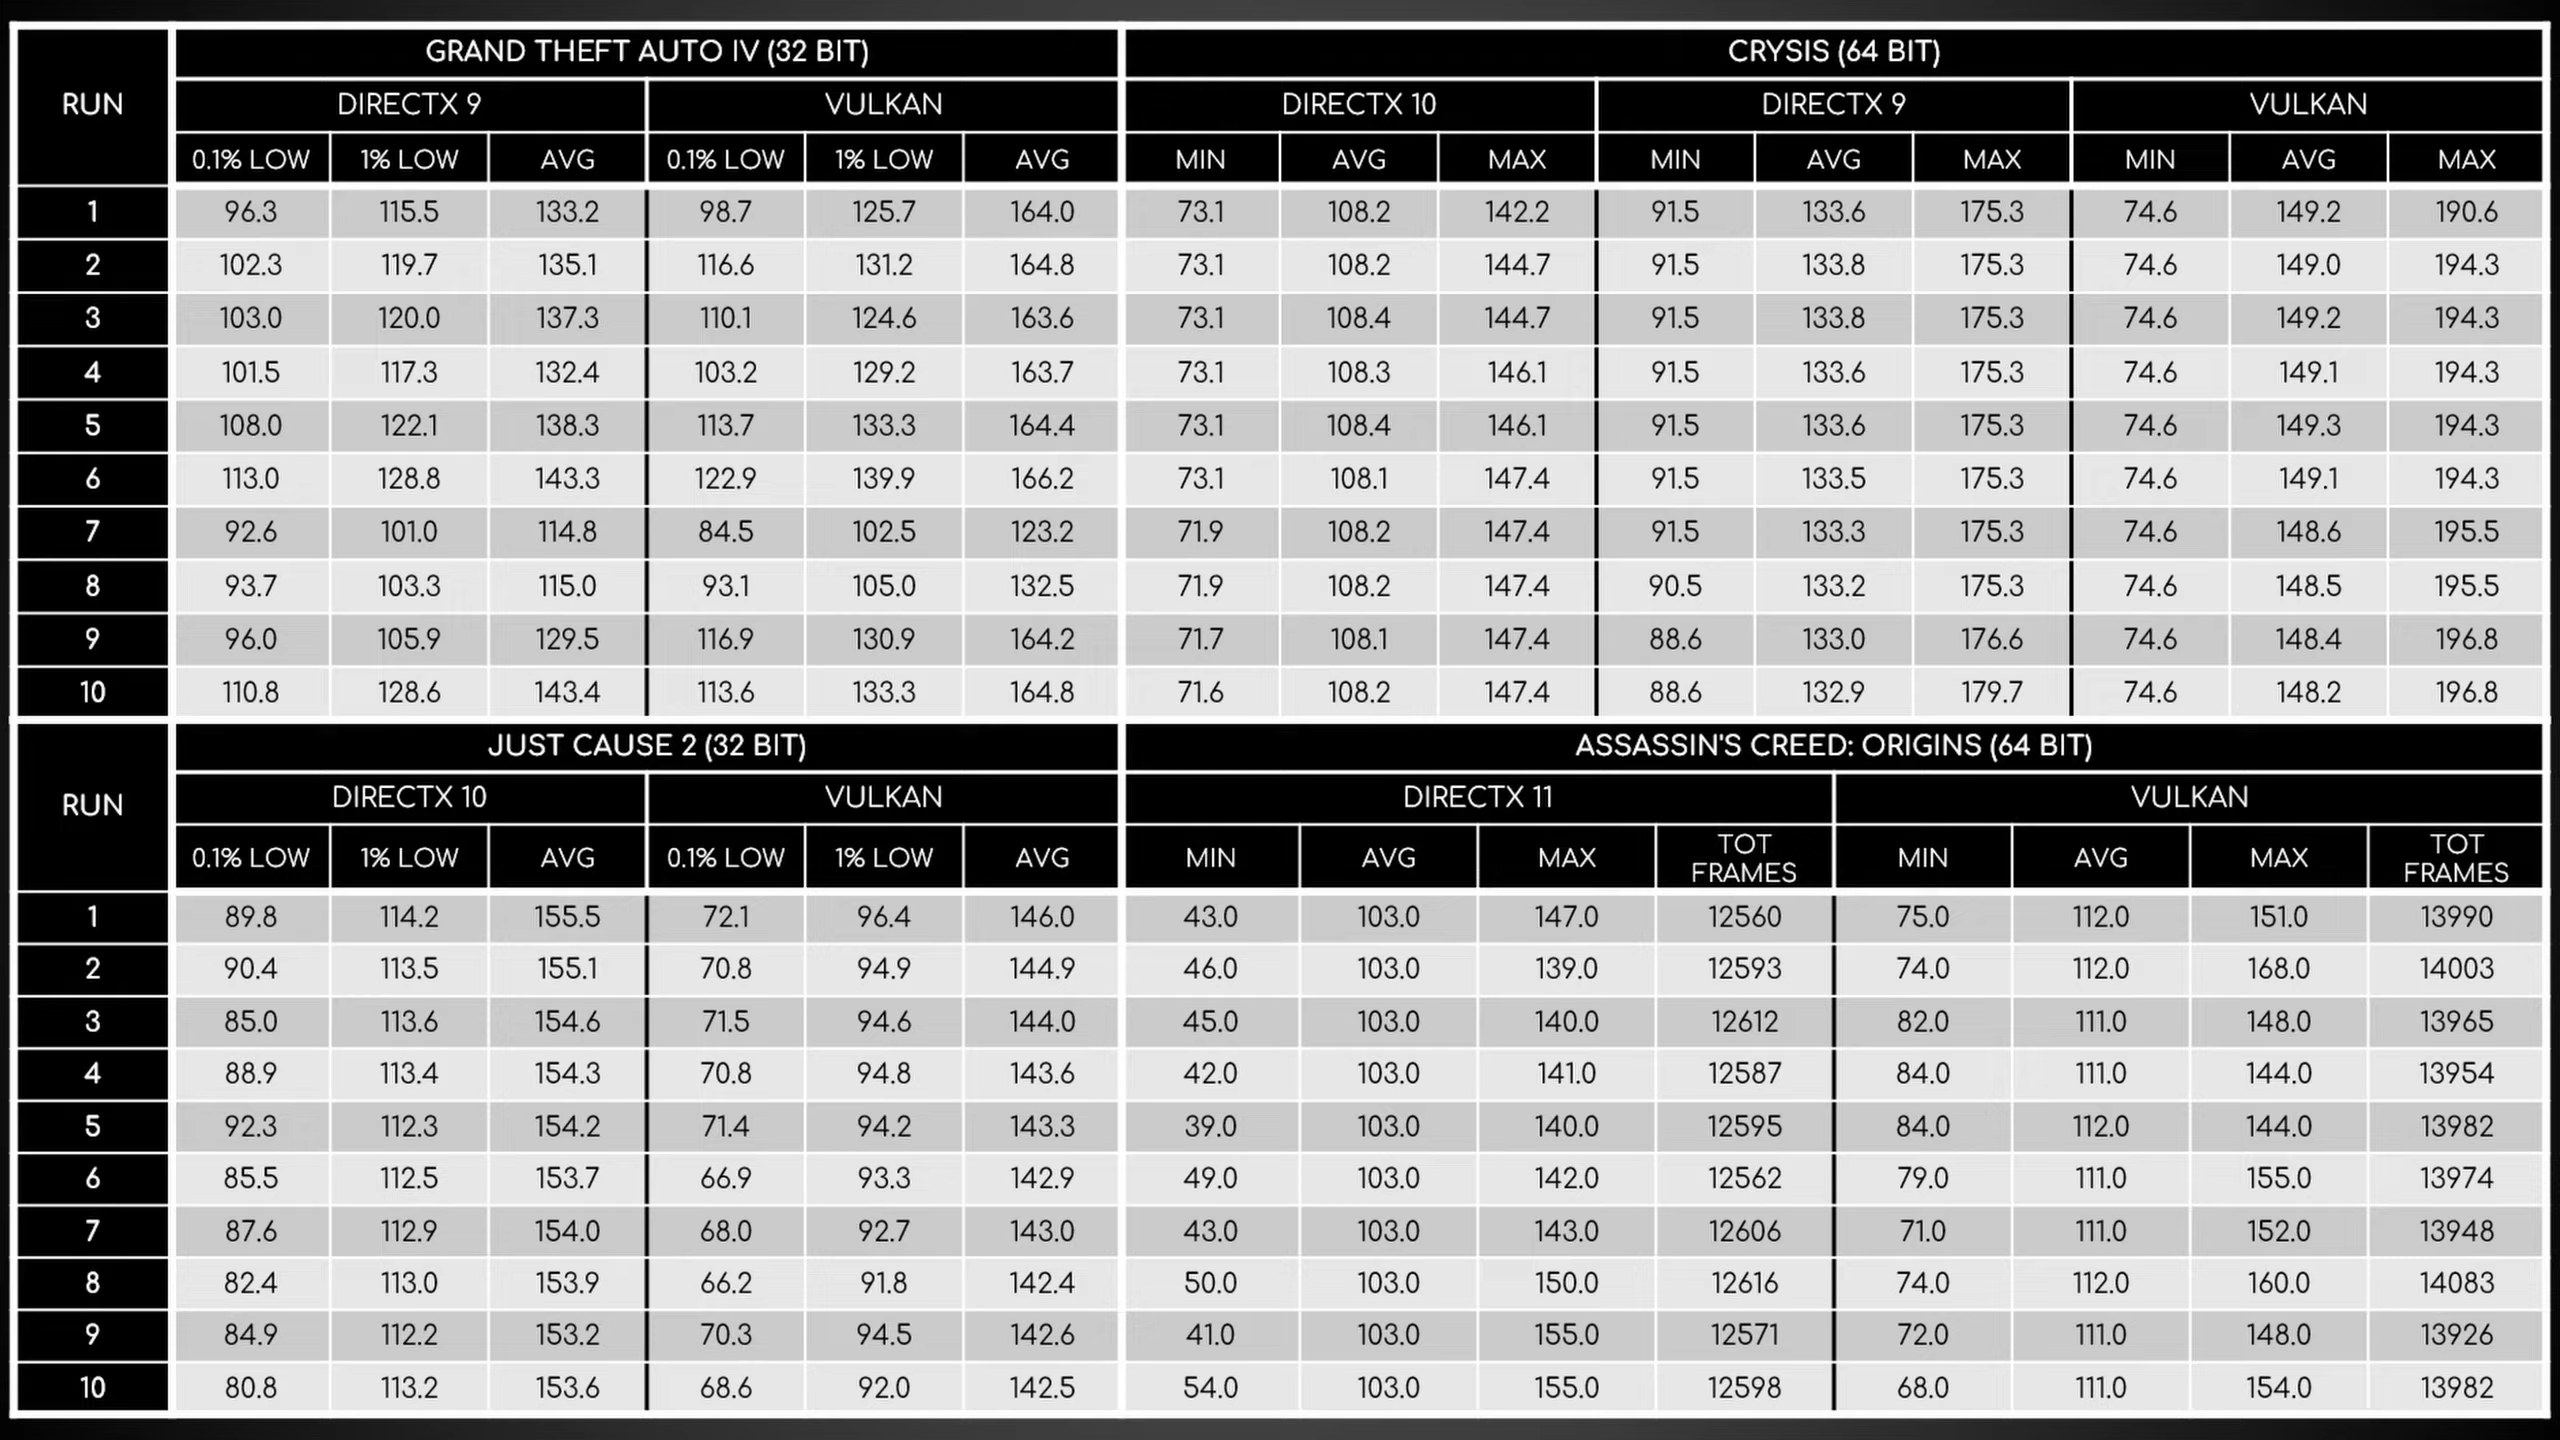 GRAND THEFT AUTO IV (32 BIT) CRYSIS (64 BIT)
RUN DIRECTX 9 VULKAN DIRECTX 10 DIRECTX 9 VULKAN
0.1% LOW 1% LOW AVG 0.1% LOW 1% LOW AVG MIN AVG MAX MIN AVG MAX MIN AVG MAX
1 96.3 115.5 133.2 98.7 125.7 164.0 73.1 108.2 142.2 91.5 133.6 175.3 74.6 149.2 190.6
2 102.3 119.7 135.1 116.6 131.2 164.8 73.1 108.2 144.7 91.5 133.8 175.3 74.6 149.0 194.3
3 103.0 120.0 137.3 110.1 124.6 163.6 73.1 108.4 144.7 91.5 133.8 175.3 74.6 149.2 194.3
4 101.5 117.3 132.4 103.2 129.2 163.7 73.1 108.3 146.1 91.5 133.6 175.3 74.6 149.1 194.3
5 108.0 122.1 138.3 113.7 133.3 164.4 73.1 108.4 146.1 91.5 133.6 175.3 74.6 149.3 194.3
6 113.0 128.8 143.3 122.9 139.9 166.2 73.1 108.1 147.4 91.5 133.5 175.3 74.6 149.1 194.3
7 92.6 101.0 114.8 84.5 102.5 123.2 71.9 108.2 147.4 91.5 133.3 175.3 74.6 148.6 195.5
8 93.7 103.3 115.0 93.1 105.0 132.5 71.9 108.2 147.4 90.5 133.2 175.3 74.6 148.5 195.5
9 96.0 105.9 129.5 116.9 130.9 164.2 71.7 108.1 147.4 88.6 133.0 176.6 74.6 148.4 196.8
10 110.8 128.6 143.4 113.6 133.3 164.8 71.6 108.2 147.4 88.6 132.9 179.7 74.6 148.2 196.8
JUST CAUSE 2 (32 BIT) ASSASSIN'S CREED: ORIGINS (64 BIT)
RUN DIRECTX 10 VULKAN DIRECTX 11 VULKAN
0.1% LOW 1% LOW AVG 0.1% LOW 1% LOW AVG MIN AVG MAX TOT FRAMES MIN AVG MAX TOT FRAMES
1 89.8 114.2 155.5 72.1 96.4 146.0 43.0 103.0 147.0 12560 75.0 112.0 151.0 13990
2 90.4 113.5 155.1 70.8 94.9 144.9 46.0 103.0 139.0 12593 74.0 112.0 168.0 14003
3 85.0 113.6 154.6 71.5 94.6 144.0 45.0 103.0 140.0 12612 82.0 111.0 148.0 13965
4 88.9 113.4 154.3 70.8 94.8 143.6 42.0 103.0 141.0 12587 84.0 111.0 144.0 13954
5 92.3 112.3 154.2 71.4 94.2 143.3 39.0 103.0 140.0 12595 84.0 112.0 144.0 13982
6 85.5 112.5 153.7 66.9 93.3 142.9 49.0 103.0 142.0 12562 79.0 111.0 155.0 13974
7 87.6 112.9 154.0 68.0 92.7 143.0 43.0 103.0 143.0 12606 71.0 111.0 152.0 13948
8 82.4 113.0 153.9 66.2 91.8 142.4 50.0 103.0 150.0 12616 74.0 112.0 160.0 14083
9 84.9 112.2 153.2 70.3 94.5 142.6 41.0 103.0 155.0 12571 72.0 111.0 148.0 13926
10 80.8 113.2 153.6 68.6 92.0 142.5 54.0 103.0 155.0 12598 68.0 111.0 154.0 13982